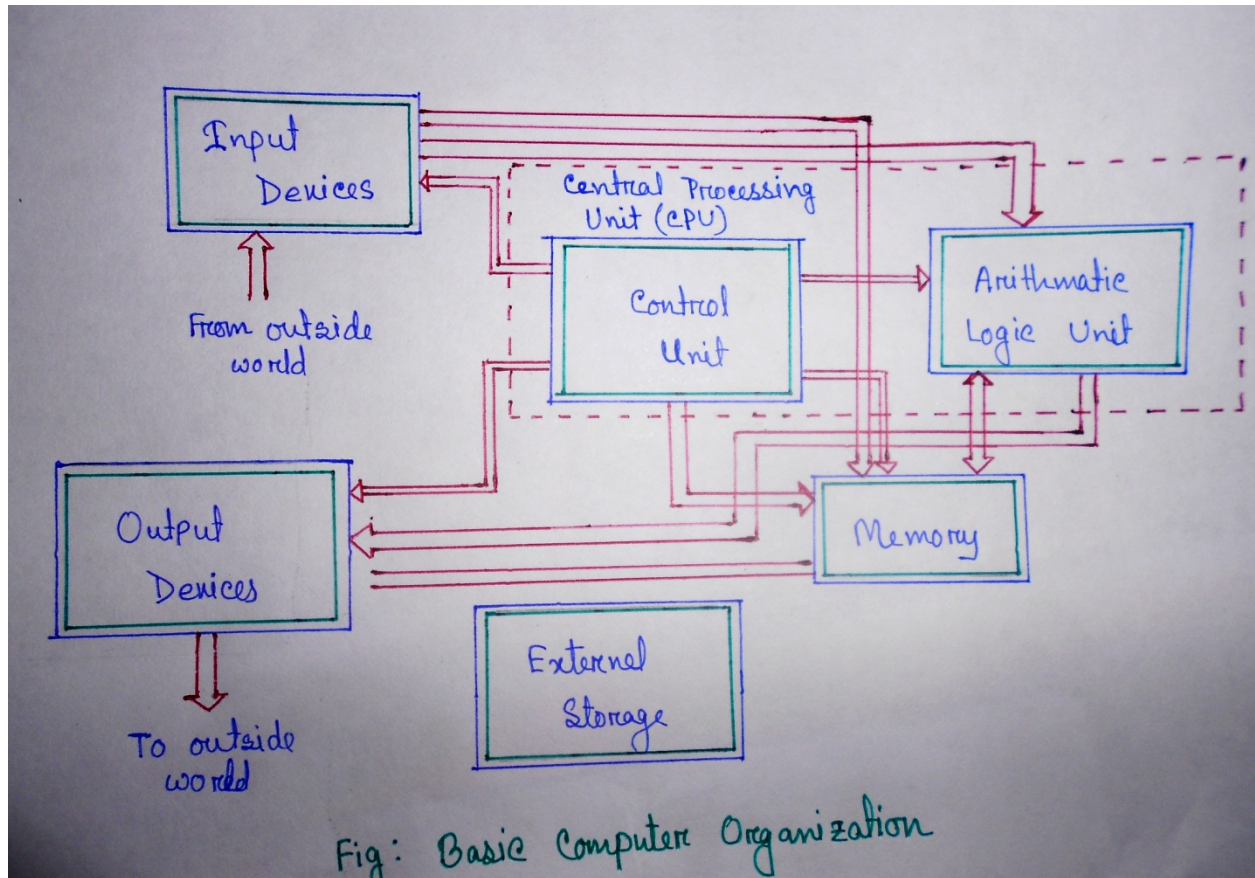 Input
Devices
From outside
world
Central Processing
Unit (CPU)
Control
Unit
Arithmatic
Logic Unit
Output
Devices
Memory
External
Storage
To outside
world
Fig: Basic Computer Organization